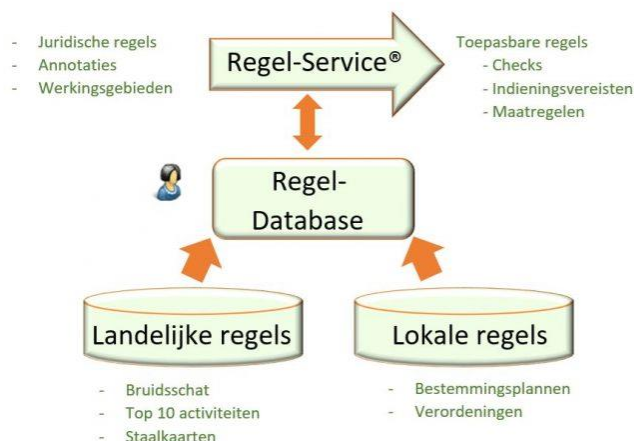 - Juridische regels
- Annotaties
- Werkingsgebieden
Regel-Service®
Toepasbare regels
- Checks
- Indieningsvereisten
- Maatregelen
Regel-
Database
Landelijke regels
Lokale regels
- Bruidsschat
- Top 10 activiteiten
- Staalkaarten
- Bestemmingsplannen
- Verordeningen